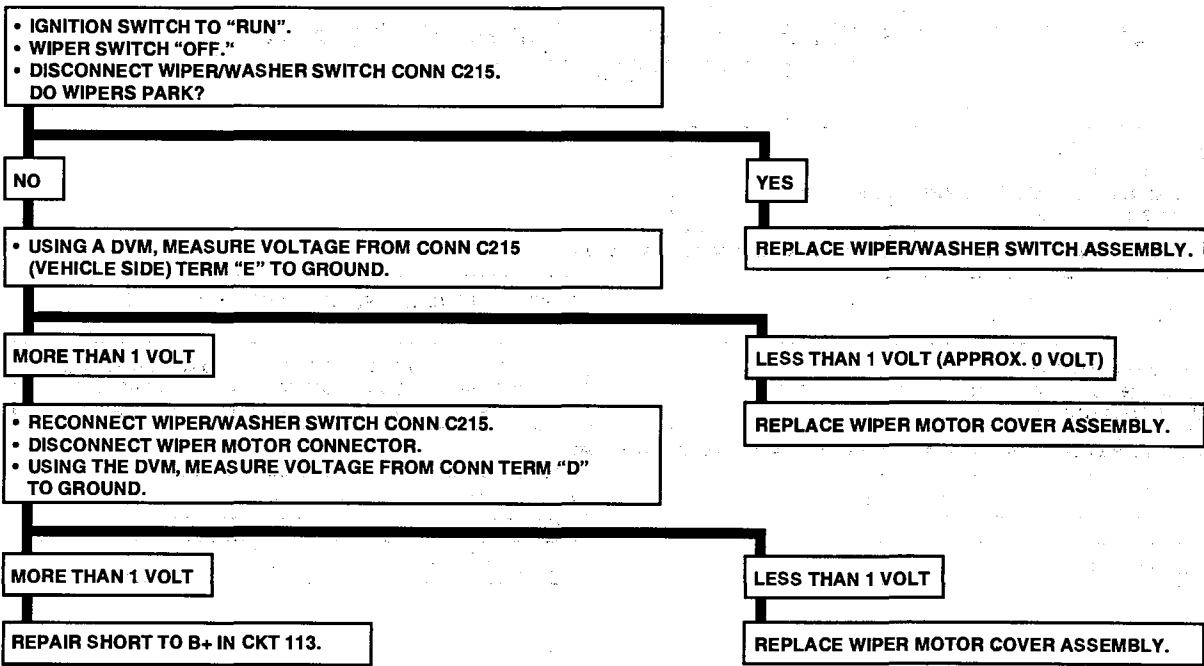 • IGNITION SWITCH TO “RUN”.
• WIPER SWITCH “OFF.“
• DISCONNECT WIPER/WASHER SWITCH CONN C215.
DO WIPERS PARK?
NO
YES
• USING A DVM, MEASURE VOLTAGE FROM CONN C215
(VEHICLE SIDE) TERM “E” TO GROUND.
REPLACE WIPER/WASHER SWITCH ASSEMBLY.
MORE THAN 1 VOLT
LESS THAN 1 VOLT (APPROX. 0 VOLT)
• RECONNECT WIPER/WASHER SWITCH CONN C215.
• DISCONNECT WIPER MOTOR CONNECTOR.
• USING THE DVM, MEASURE VOLTAGE FROM CONN TERM “D”
TO GROUND.
REPLACE WIPER MOTOR COVER ASSEMBLY.
MORE THAN 1 VOLT
LESS THAN 1 VOLT
REPAIR SHORT TO B+ IN CKT 113.
REPLACE WIPER MOTOR COVER ASSEMBLY.